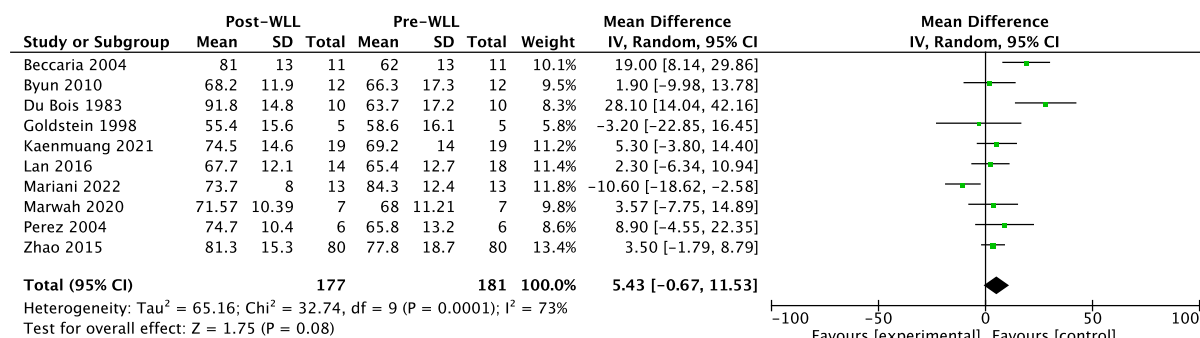 Post-WLL Pre-WLL Mean Difference Mean Difference
Study or Subgroup Mean SD Total Mean SD Total Weight IV, Random, 95% CI IV, Random, 95% CI
Beccaria 2004 81 13 11 62 13 11 10.1% 19.00 [8.14, 29.86]
Byun 2010 68.2 11.9 12 66.3 17.3 12 9.5% 1.90 [−9.98, 13.78]
Du Bois 1983 91.8 14.8 10 63.7 17.2 10 8.3% 28.10 [14.04, 42.16]
Goldstein 1998 55.4 15.6 5 58.6 16.1 5 5.8% −3.20 [−22.85, 16.45]
Kaenmuang 2021 74.5 14.6 19 69.2 14 19 11.2% 5.30 [−3.80, 14.40]
Lan 2016 67.7 12.1 14 65.4 12.7 18 11.4% 2.30 [−6.34, 10.94]
Mariani 2022 73.7 8 13 84.3 12.4 13 11.8% −10.60 [−18.62, −2.58]
Marwah 2020 71.57 10.39 7 68 11.21 7 9.8% 3.57 [−7.75, 14.89]
Perez 2004 74.7 10.4 6 65.8 13.2 6 8.6% 8.90 [−4.55, 22.35]
Zhao 2015 81.3 15.3 80 77.8 18.7 80 13.4% 3.50 [−1.79, 8.79]
Total (95% CI) 177 181 100.0% 5.43 [−0.67, 11.53]
Heterogeneity: Tau² = 65.16; Chi² = 32.74, df = 9 (P = 0.0001); I² = 73%
Test for overall effect: Z = 1.75 (P = 0.08)
−100 −50 0 50 100
Favours [experimental] Favours [control]